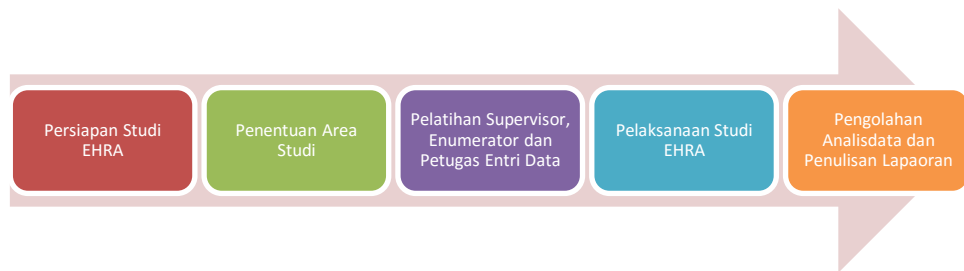 Persiapan Studi
EHRA
Penentuan Area
Studi
Pelatihan Supervisor,
Enumerator dan
Petugas Entri Data
Pelaksanaan Studi
EHRA
Pengolahan
Analisdata dan
Penulisan Lapaoran